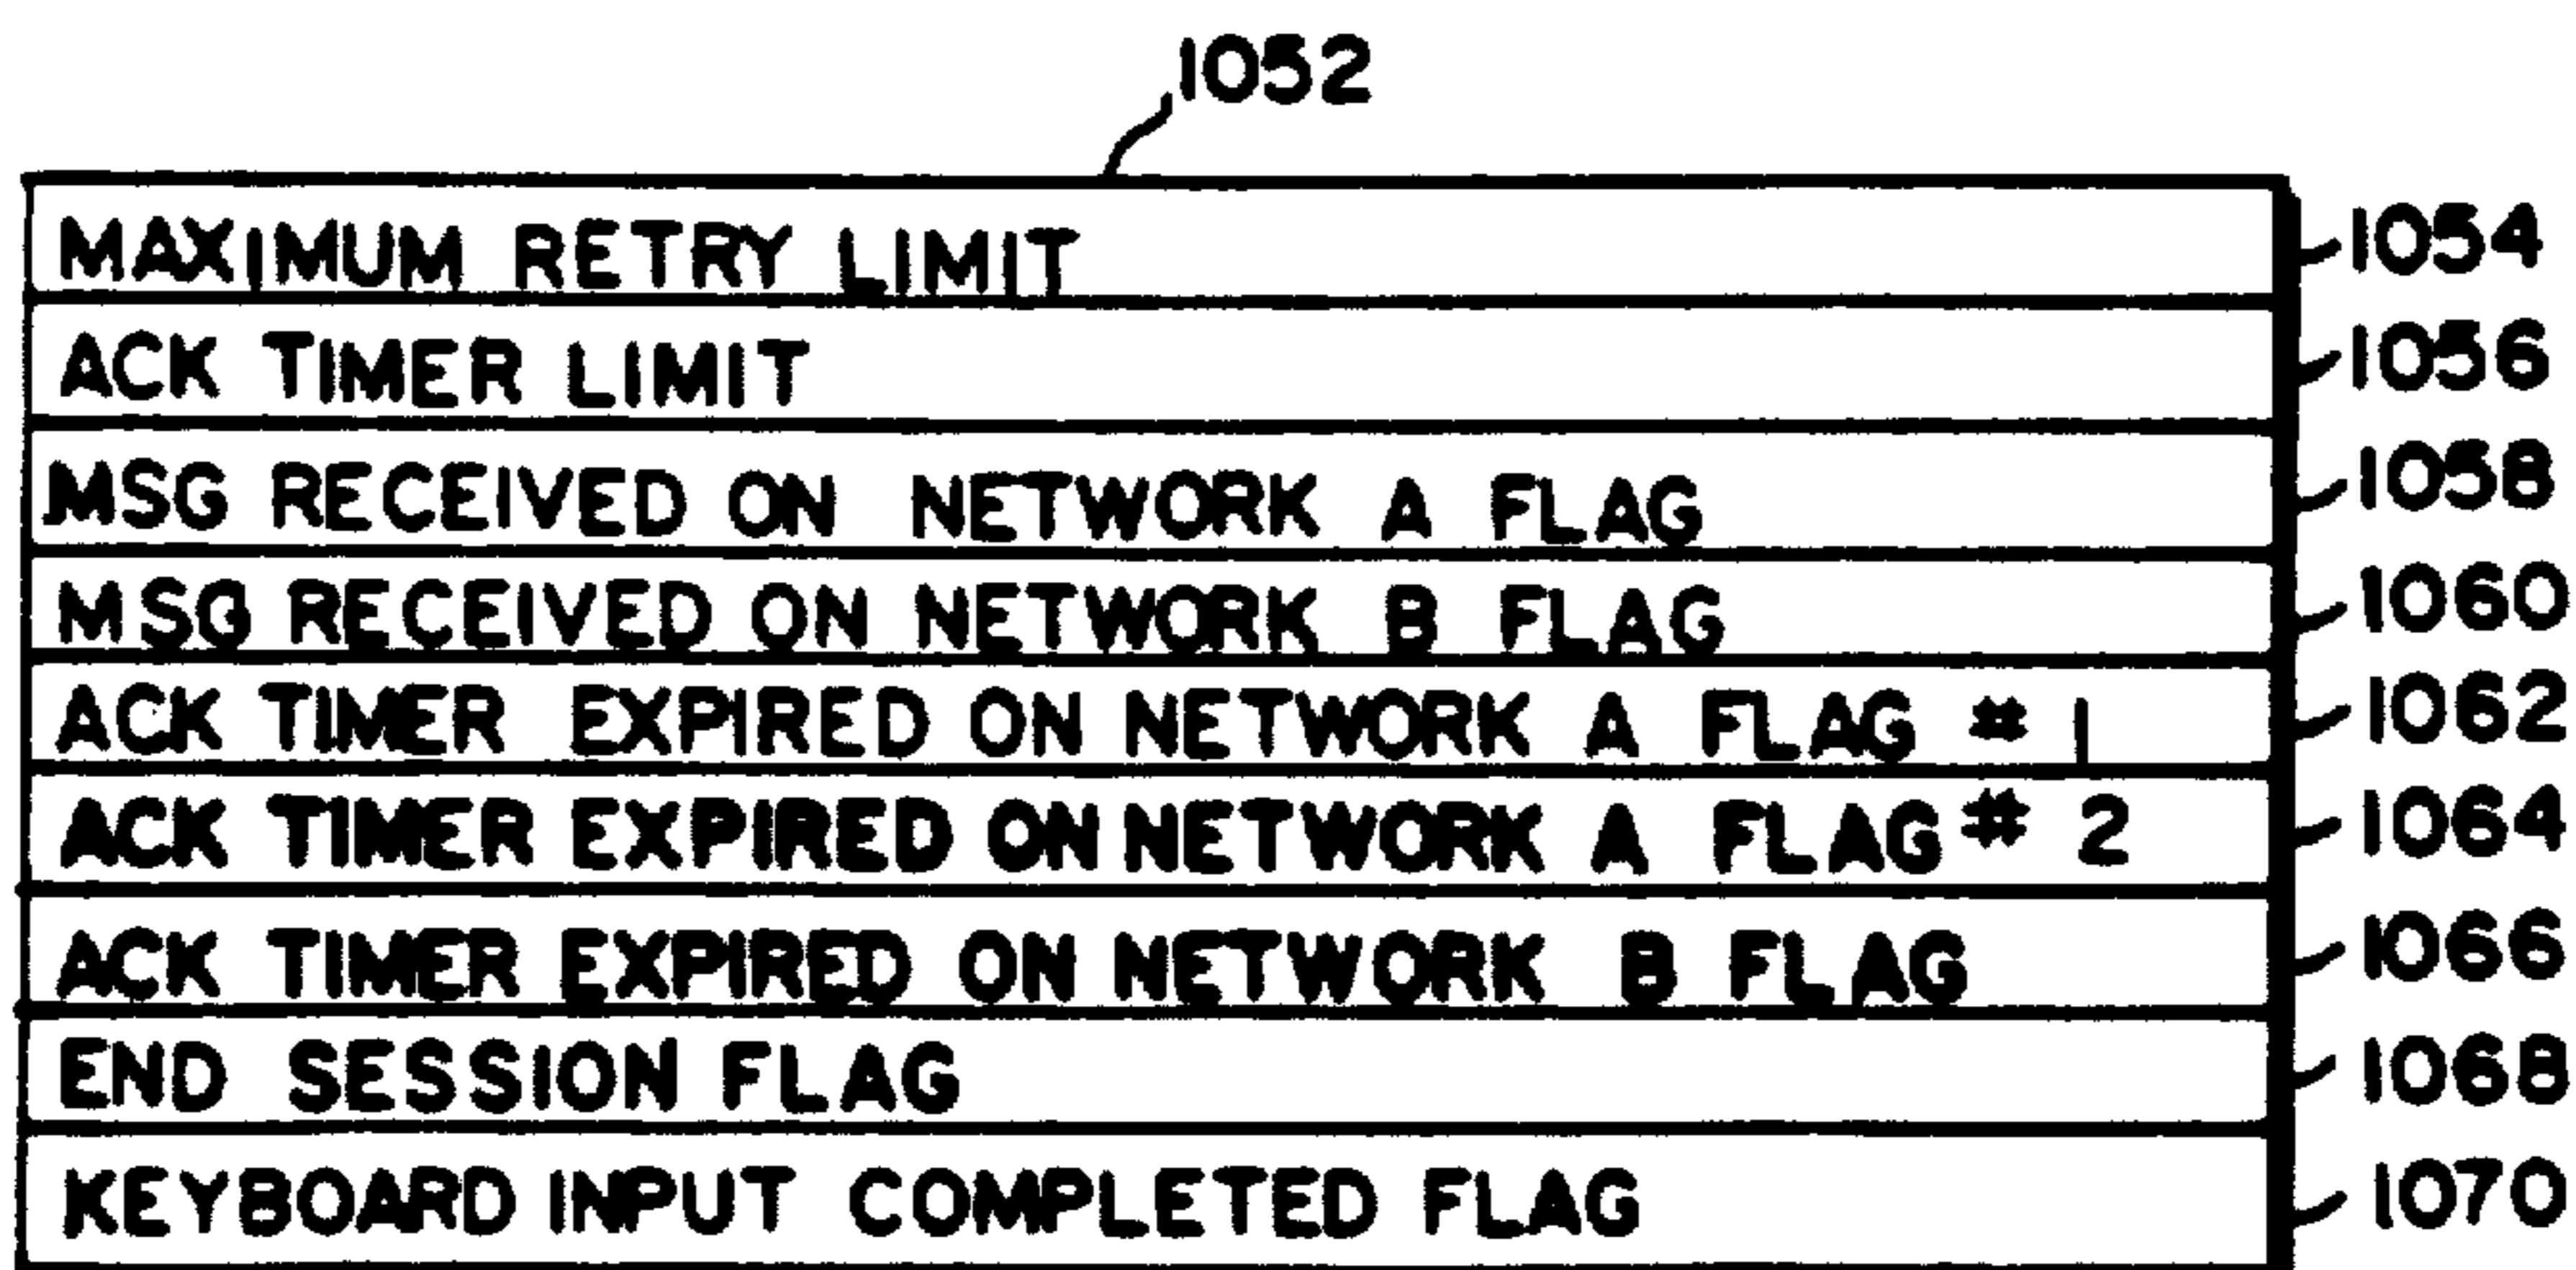 1052
MAXIMUM RETRY LIMIT 1054
ACK TIMER LIMIT 1056
MSG RECEIVED ON NETWORK A FLAG 1058
MSG RECEIVED ON NETWORK B FLAG 1060
ACK TIMER EXPIRED ON NETWORK A FLAG # 1 1062
ACK TIMER EXPIRED ON NETWORK A FLAG # 2 1064
ACK TIMER EXPIRED ON NETWORK B FLAG 1066
END SESSION FLAG 1068
KEYBOARD INPUT COMPLETED FLAG 1070